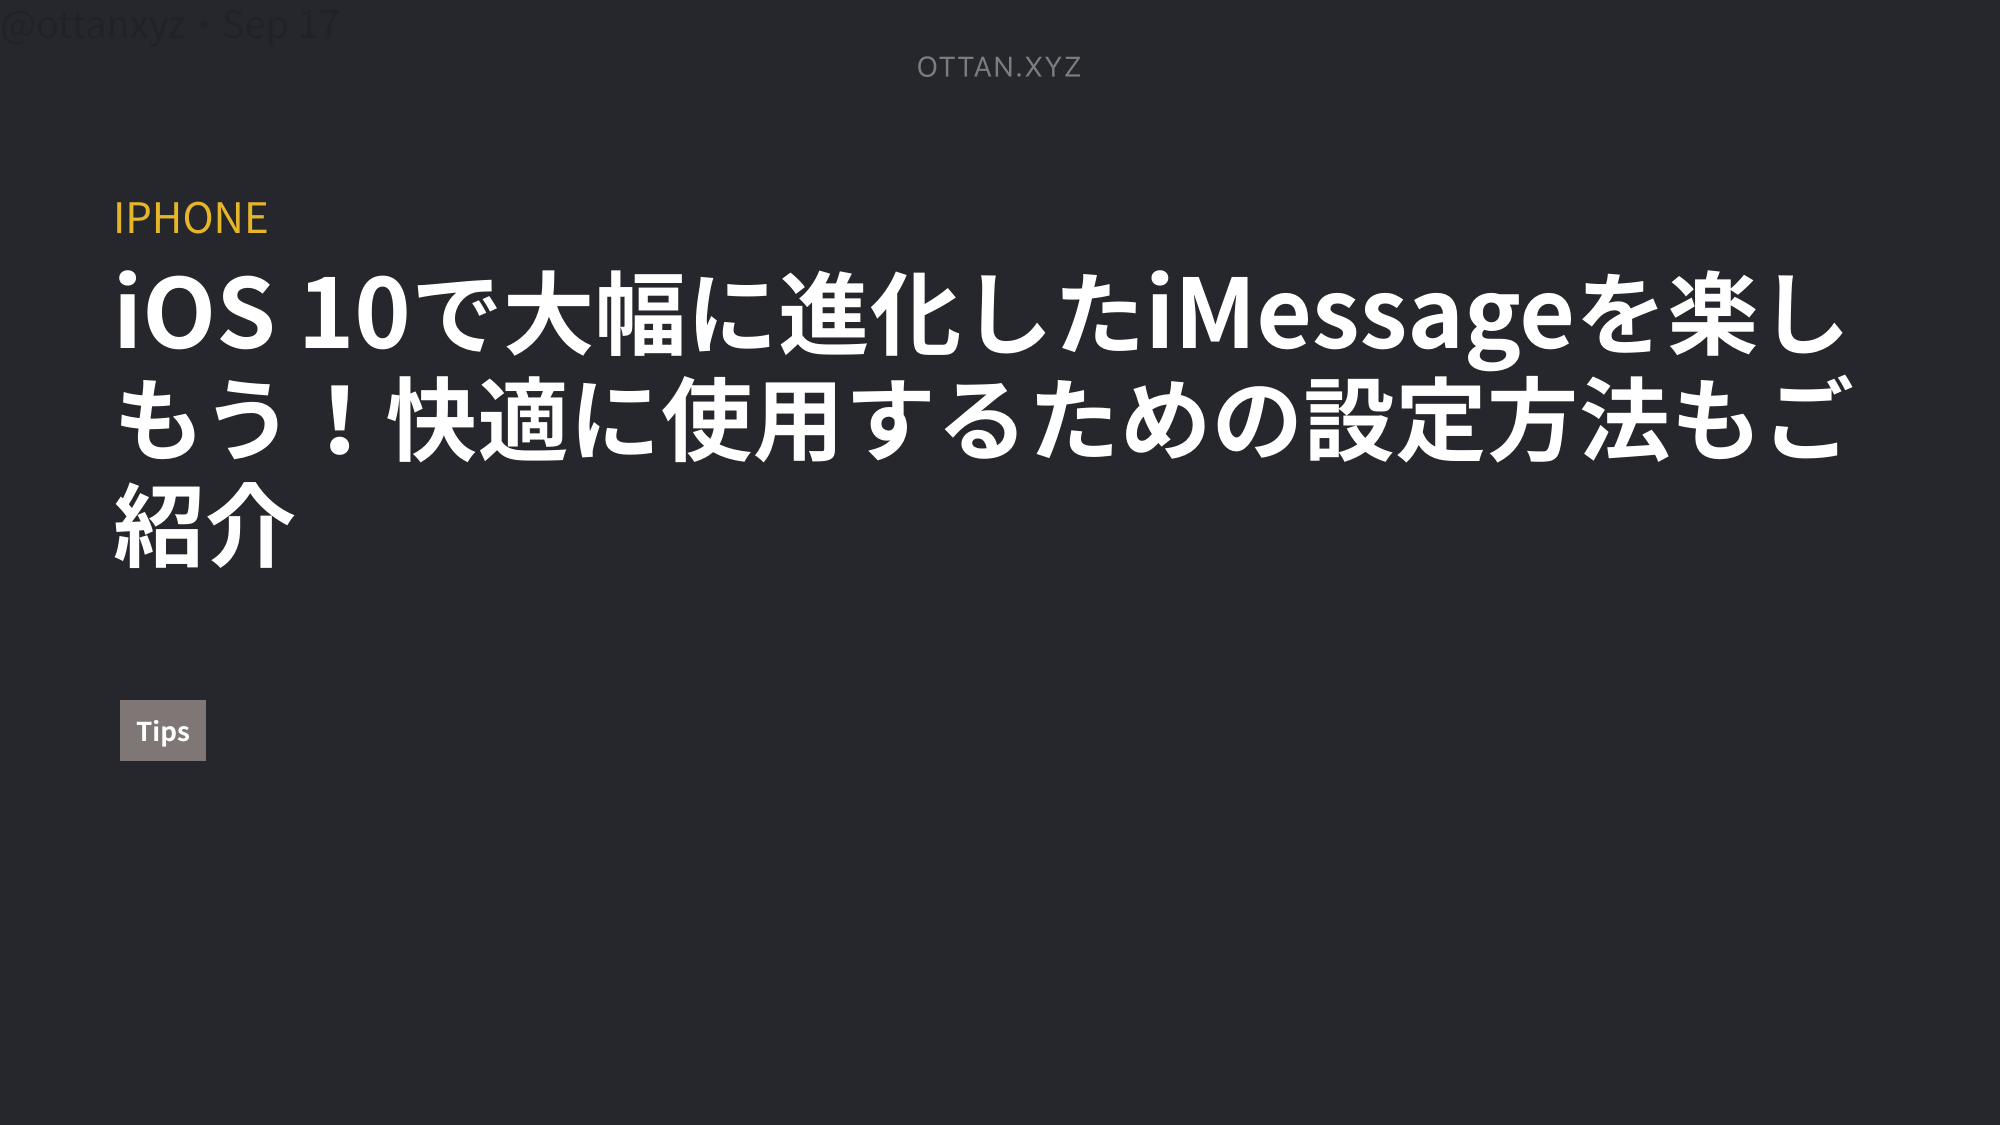 @ottanxyz・Sep 17
OTTAN.XYZ
IPHONE
iOS 10で大幅に進化したiMessageを楽し
もう！快適に使用するための設定方法もご
紹介
Tips